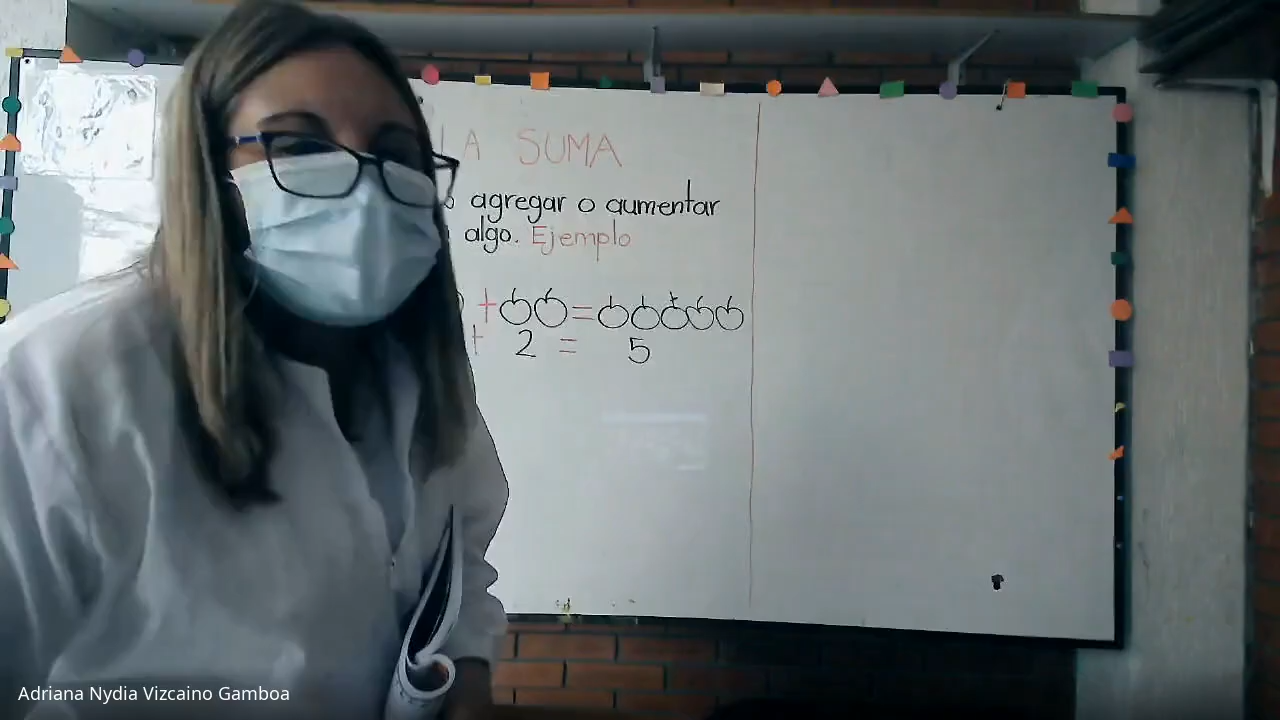 A SUMA
agregar o aumentar
algo. Ejemplo
+ =
+ 2 = 5
Adriana Nydia Vizcaino Gamboa